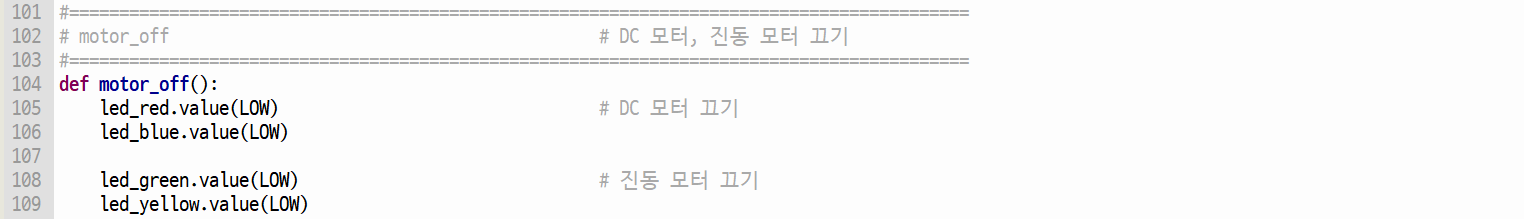 101 #==========================================================================================
102 # motor_off                                           # DC 모터, 진동 모터 끄기
103 #==========================================================================================
104 def motor_off():
105     led_red.value(LOW)                                # DC 모터 끄기
106     led_blue.value(LOW)
107
108     led_green.value(LOW)                              # 진동 모터 끄기
109     led_yellow.value(LOW)